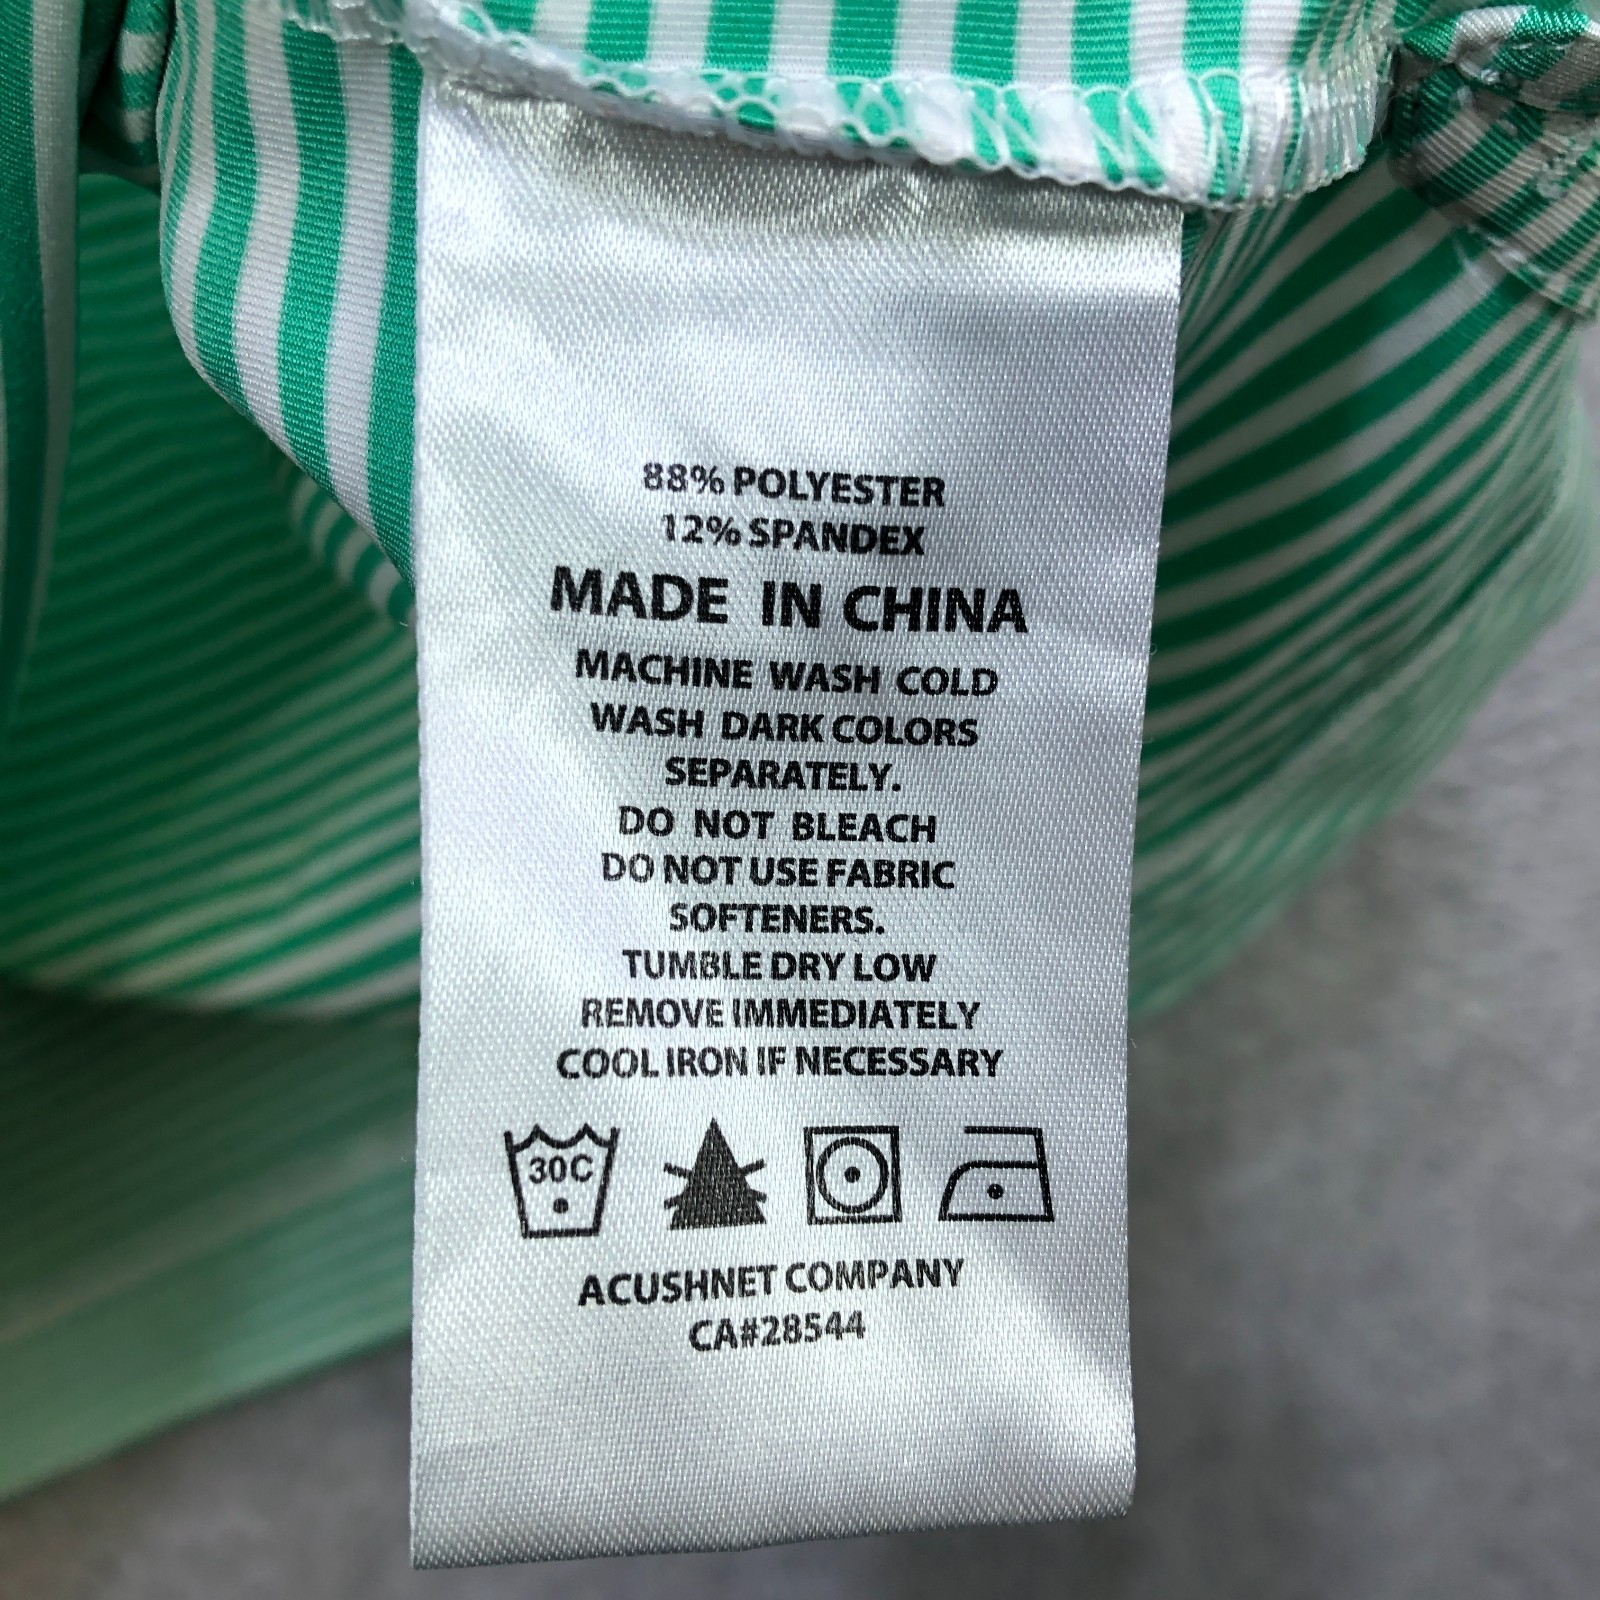 88% POLYESTER
12% SPANDEX
MADE IN CHINA
MACHINE WASH COLD
WASH DARK COLORS
SEPARATELY.
DO NOT BLEACH
DO NOT USE FABRIC
SOFTENERS.
TUMBLE DRY LOW
REMOVE IMMEDIATELY
COOL IRON IF NECESSARY
30C
ACUSHNET COMPANY
CA#28544